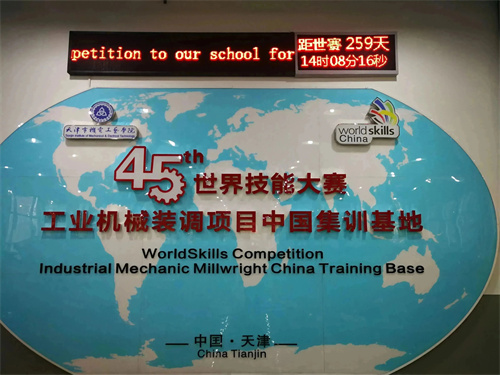 petition to our school for
距世赛 259天
14时08分16秒
天津市机电工艺学院
worldskills
China
45th 世界技能大赛
工业机械装调项目中国集训基地
WorldSkills Competition
Industrial Mechanic Millwright China Training Base
中国·天津
China Tianjin